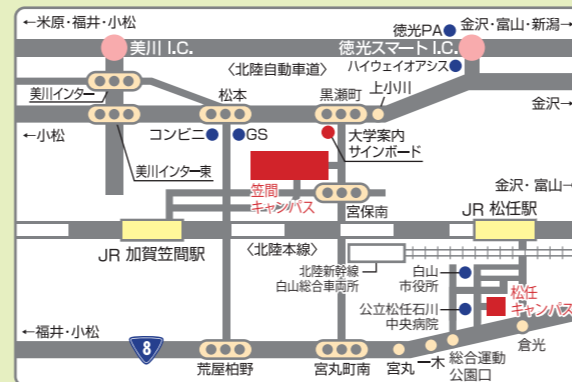 ←米原・福井・小松
金沢・富山・新潟→
徳光PA
美川 I.C.
徳光スマート I.C.
〈北陸自動車道〉
ハイウェイオアシス
美川インター
松本
黒瀬町
上小川
金沢→
←小松
コンビニ
GS
大学案内
サインボード
美川インター東
笠間
キャンパス
宮保南
金沢・富山→
JR 松任駅
JR 加賀笠間駅
〈北陸本線〉
北陸新幹線
白山総合車両所
白山
市役所
松任
キャンパス
公立松任石川
中央病院
←福井・小松
8
荒屋柏野
宮丸町南
宮丸
一木
総合運動
公園口
倉光